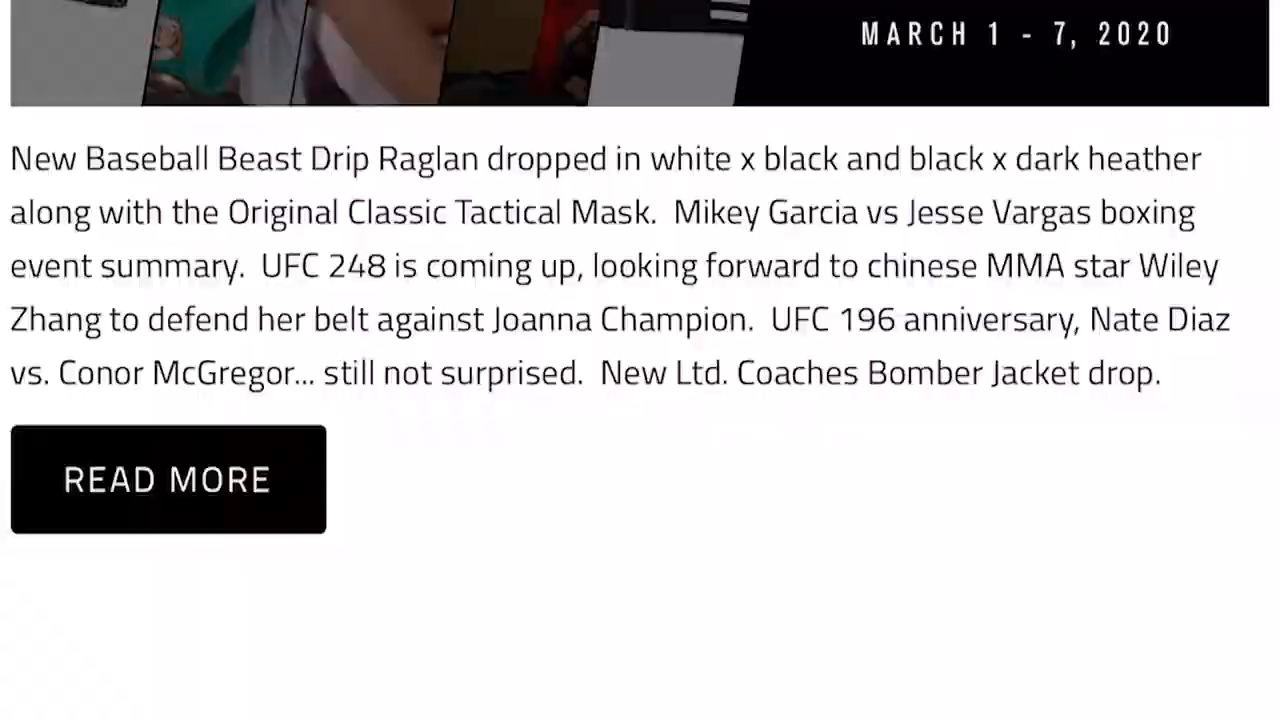 MARCH 1 - 7, 2020
New Baseball Beast Drip Raglan dropped in white x black and black x dark heather
along with the Original Classic Tactical Mask.  Mikey Garcia vs Jesse Vargas boxing
event summary.  UFC 248 is coming up, looking forward to chinese MMA star Wiley
Zhang to defend her belt against Joanna Champion.  UFC 196 anniversary, Nate Diaz
vs. Conor McGregor... still not surprised.  New Ltd. Coaches Bomber Jacket drop.
READ MORE